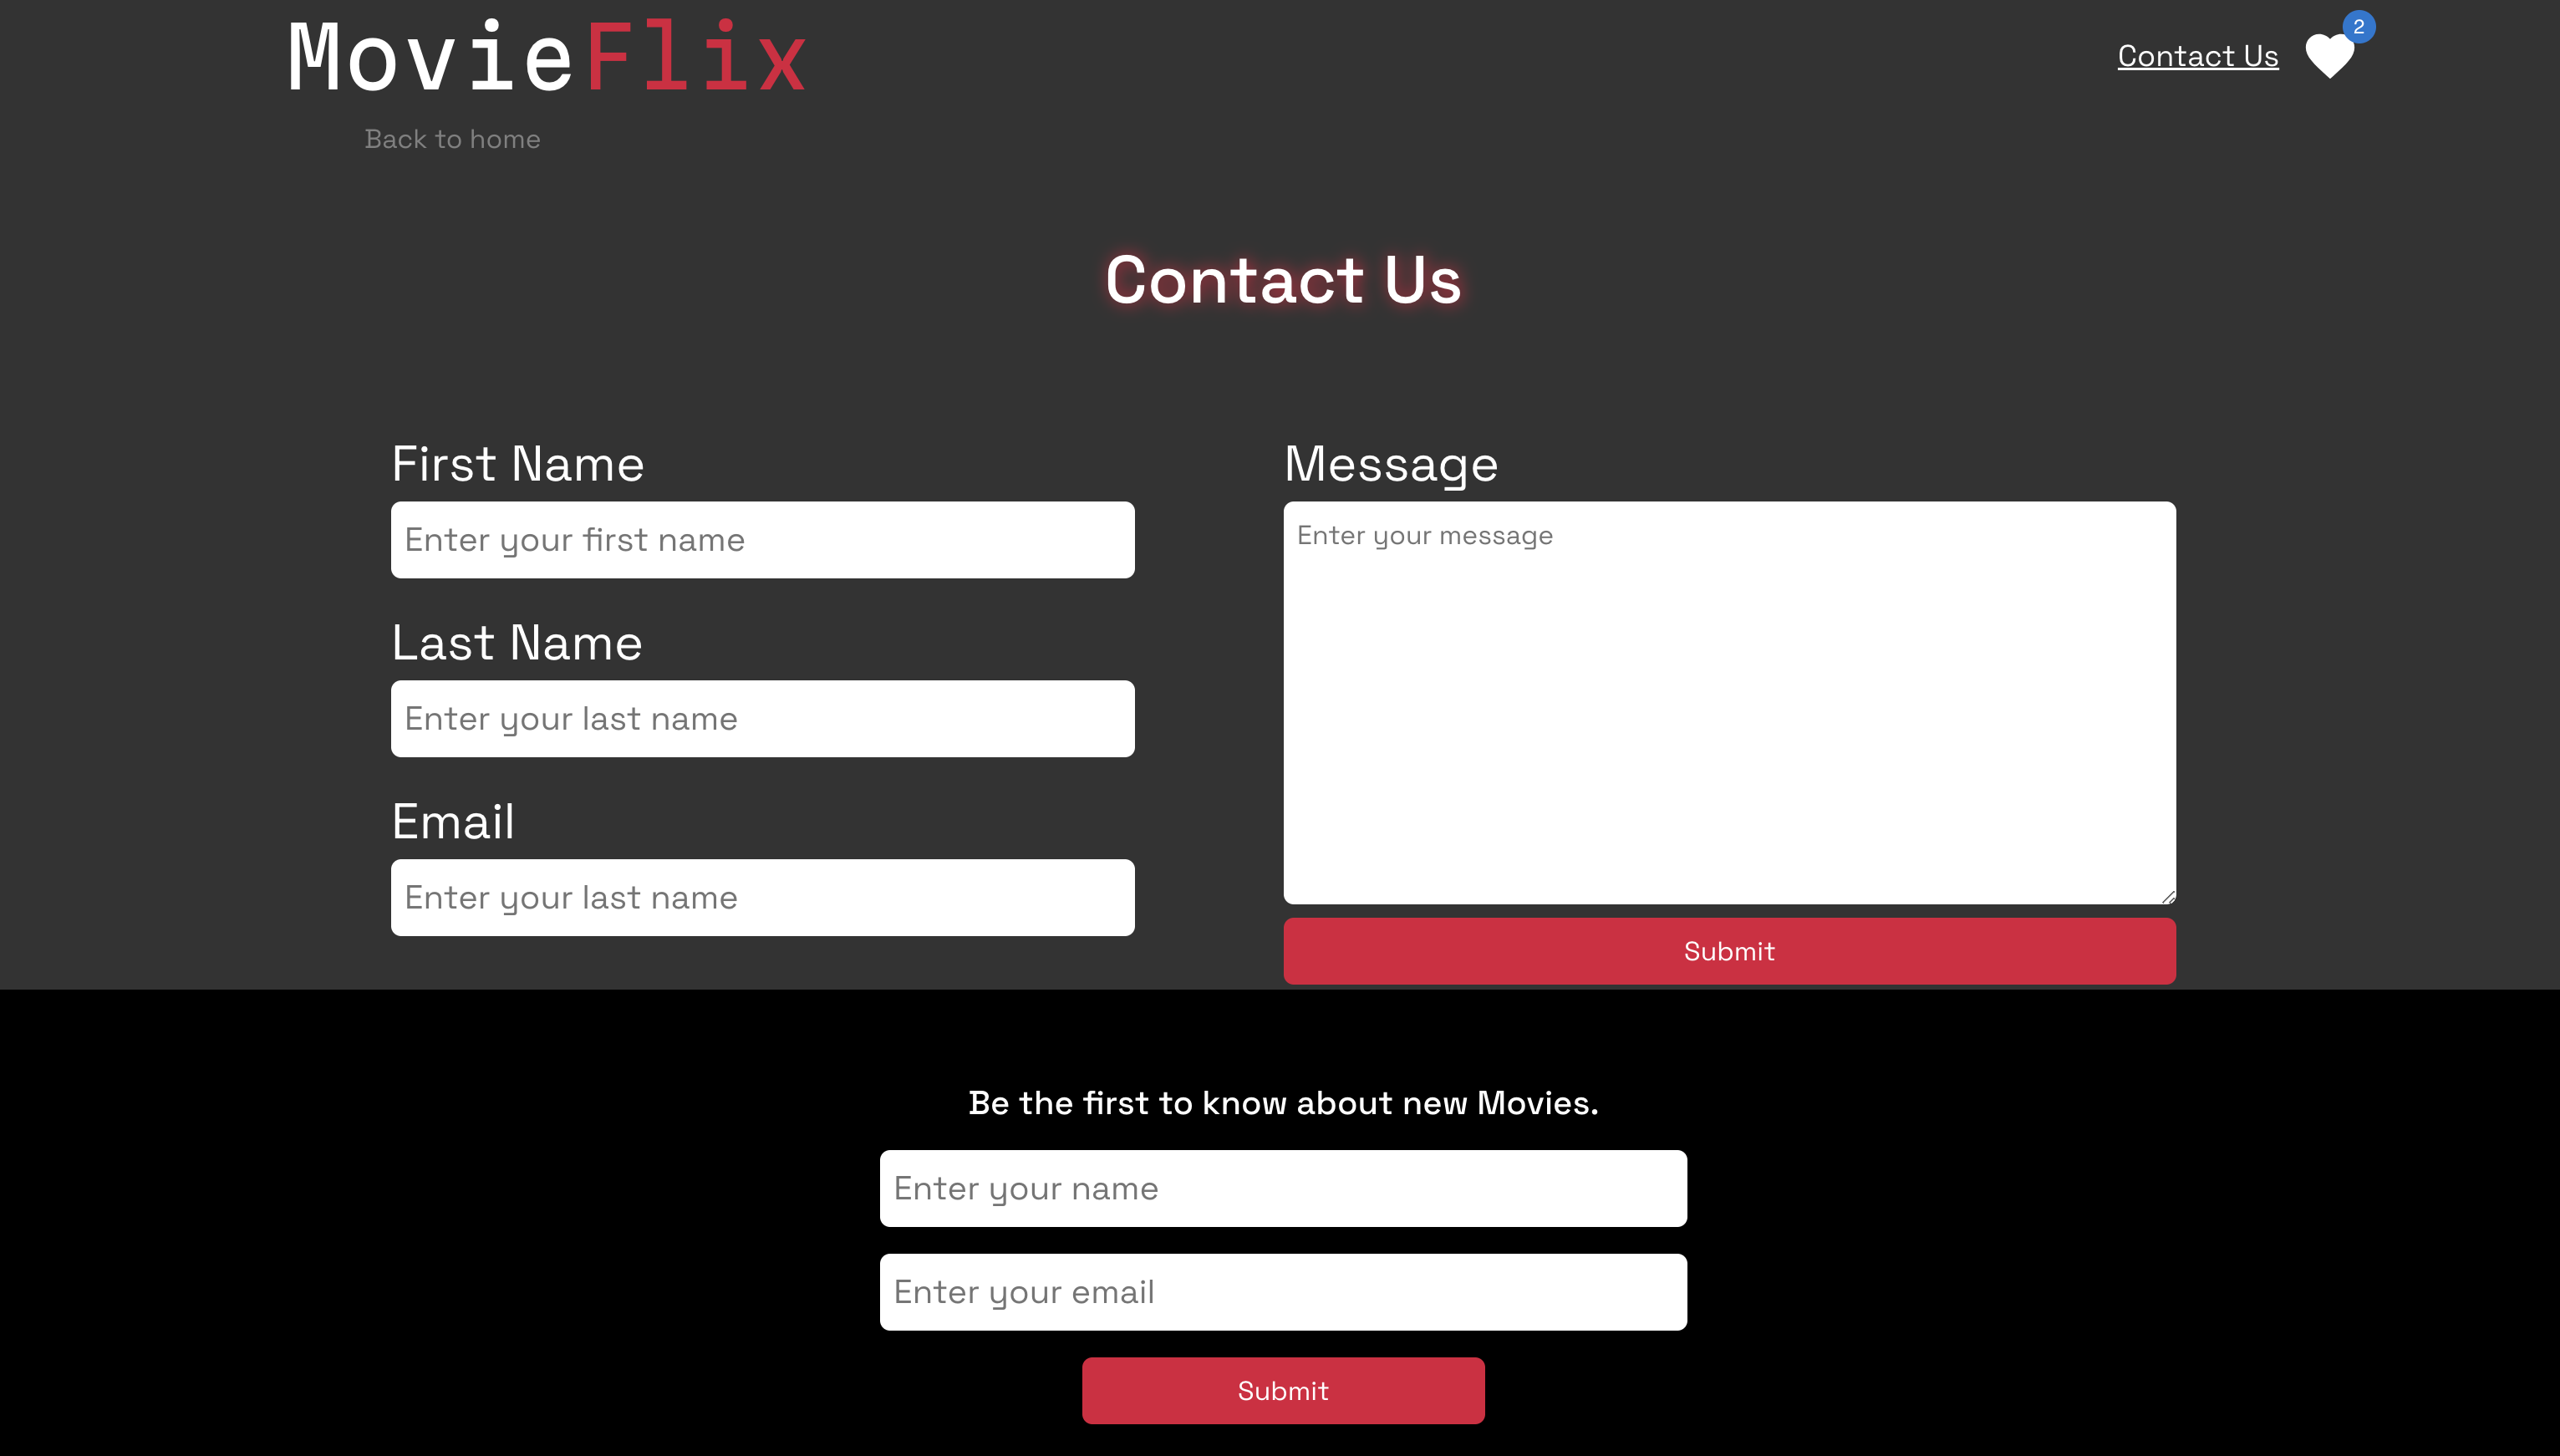 MovieFlix
Contact Us
2
Back to home
Contact Us
First Name
Enter your first name
Last Name
Enter your last name
Email
Enter your last name
Message
Enter your message
Submit
Be the first to know about new Movies.
Enter your name
Enter your email
Submit